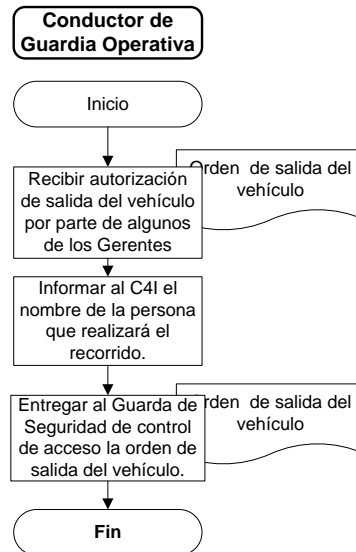 Conductor de
Guardia Operativa
Inicio
Recibir autorización
de salida del vehículo
por parte de algunos
de los Gerentes
Orden de salida del
vehículo
Informar al C4I el
nombre de la persona
que realizará el
recorrido.
Entregar al Guarda de
Seguridad de control
de acceso la orden de
salida del vehículo.
Orden de salida del
vehículo
Fin